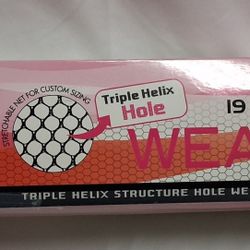 STRETCHABLE NET FOR CUSTOM SIZING
Triple Helix
Hole
19
WEA
TRIPLE HELIX STRUCTURE HOLE WE